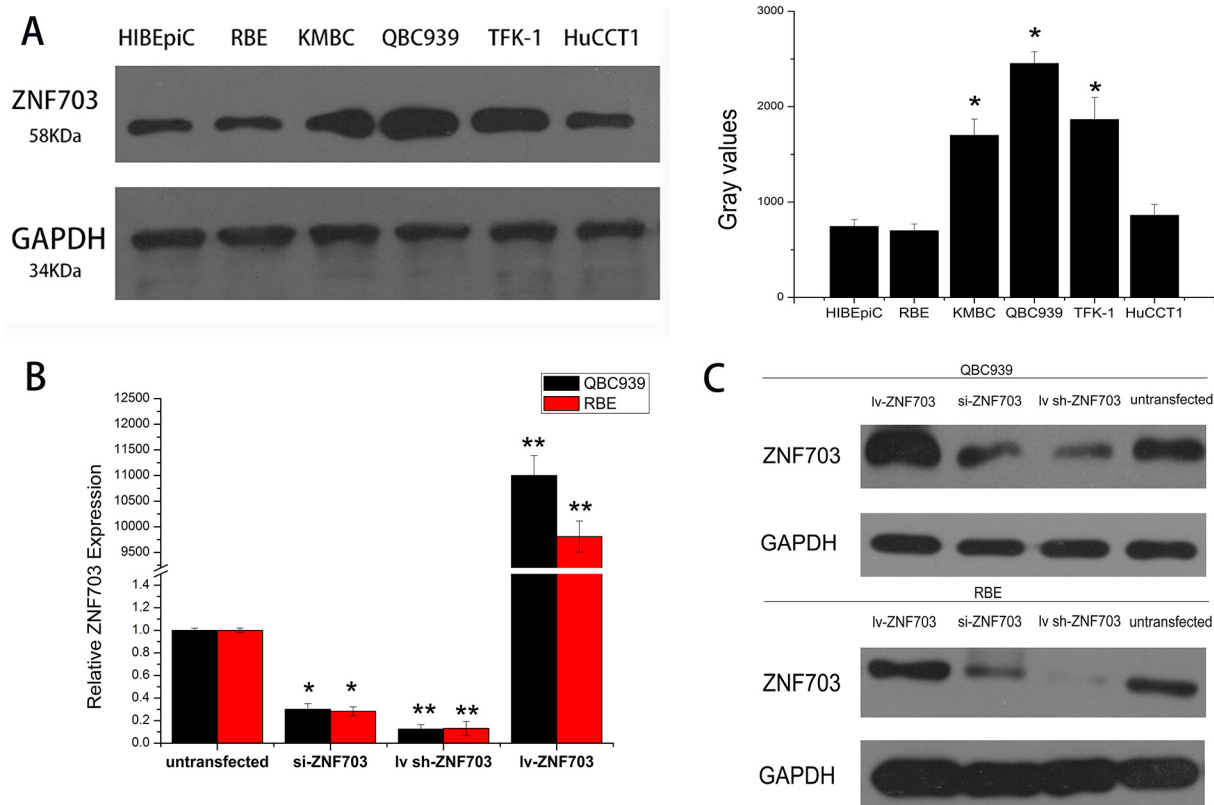 A
HIBEpiC RBE KMBC QBC939 TFK-1 HuCCT1
ZNF703
58KDa
GAPDH
34KDa
3000
2000
1000
0
Gray values
*
*
*
HIBEpiC RBE KMBC QBC939 TFK-1 HuCCT1
B
QBC939
RBE
12500
12000
11500
11000
10500
10000
9500
1.4
1.2
1.0
0.8
0.6
0.4
0.2
0.0
Relative ZNF703 Expression
* *
** **
** **
untransfected si-ZNF703 lv sh-ZNF703 lv-ZNF703
C
QBC939
lv-ZNF703 si-ZNF703 lv sh-ZNF703 untransfected
ZNF703
GAPDH
RBE
lv-ZNF703 si-ZNF703 lv sh-ZNF703 untransfected
ZNF703
GAPDH